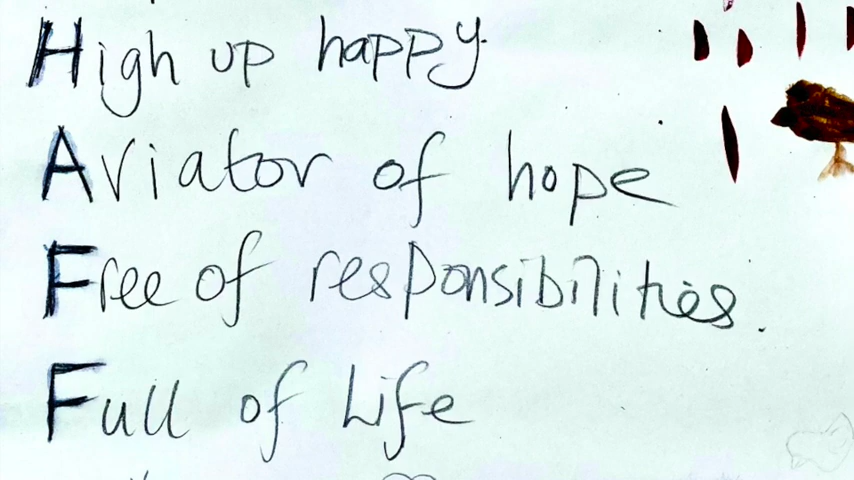 High up happy.
Aviator of hope
Free of responsibilities.
Full of Life